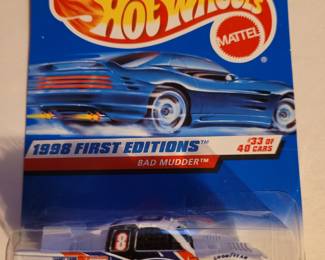 HOT WHEELS
MATTEL
®
1998 FIRST EDITIONS™
#33 OF
40 CARS
BAD MUDDER™
8
GOODYEAR